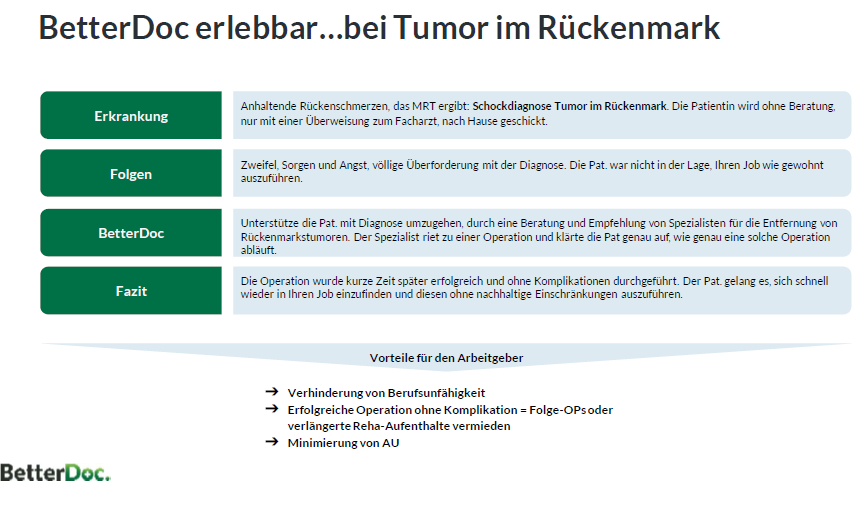 BetterDoc erlebbar...bei Tumor im Rückenmark
Erkrankung
Anhaltende Rückenschmerzen, das MRT ergibt: Schockdiagnose Tumor im Rückenmark. Die Patientin wird ohne Beratung,
nur mit einer Überweisung zum Facharzt, nach Hause geschickt.
Folgen
Zweifel, Sorgen und Angst, völlige Überforderung mit der Diagnose. Die Pat. war nicht in der Lage, Ihren Job wie gewohnt
auszuführen.
BetterDoc
Unterstütze die Pat. mit Diagnose umzugehen, durch eine Beratung und Empfehlung von Spezialisten für die Entfernung von
Rückenmarkstumoren. Der Spezialist riet zu einer Operation und klärte die Pat genau auf, wie genau eine solche Operation
abläuft.
Fazit
Die Operation wurde kurze Zeit später erfolgreich und ohne Komplikationen durchgeführt. Der Pat. gelang es, sich schnell
wieder in Ihren Job einzufinden und diesen ohne nachhaltige Einschränkungen auszuführen.
Vorteile für den Arbeitgeber
➔ Verhinderung von Berufsunfähigkeit
➔ Erfolgreiche Operation ohne Komplikation = Folge-OPs oder
verlängerte Reha-Aufenthalte vermieden
➔ Minimierung von AU
BetterDoc.